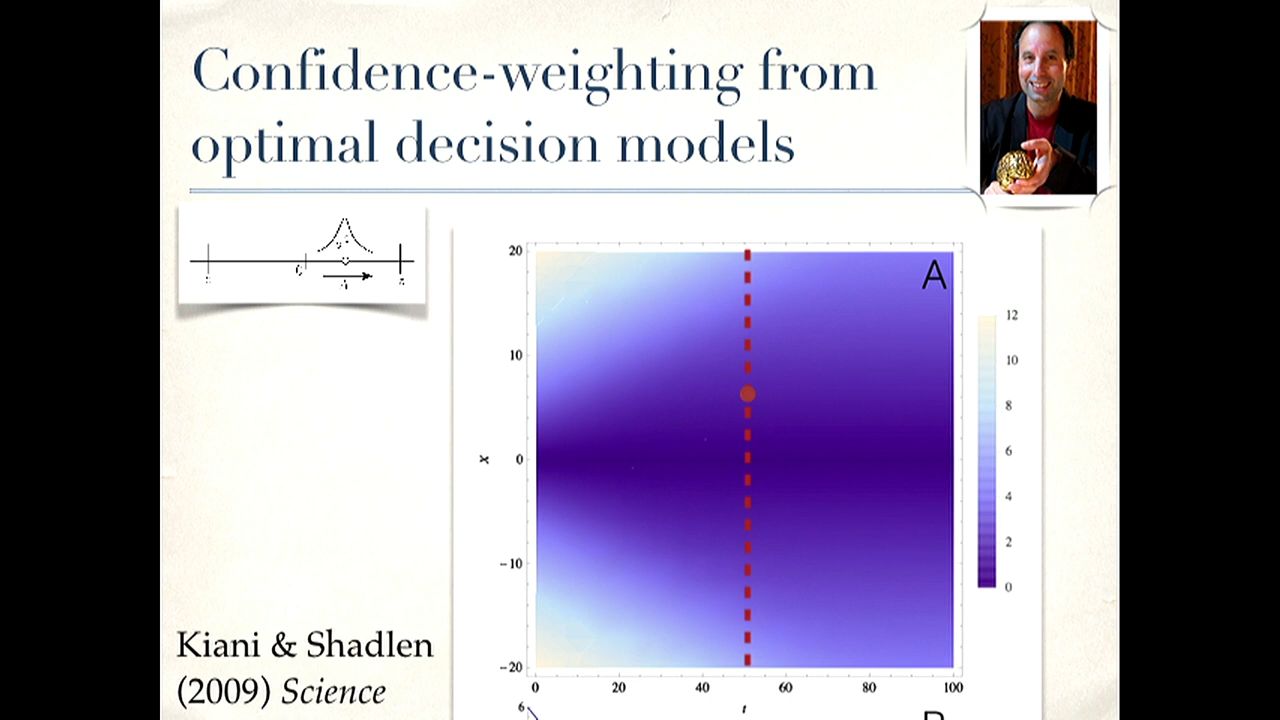 Confidence-weighting from
optimal decision models
A
20
10
x
0
-10
-20
0
20
40
60
80
100
t
12
10
8
6
4
2
0
6
Kiani & Shadlen
(2009) Science